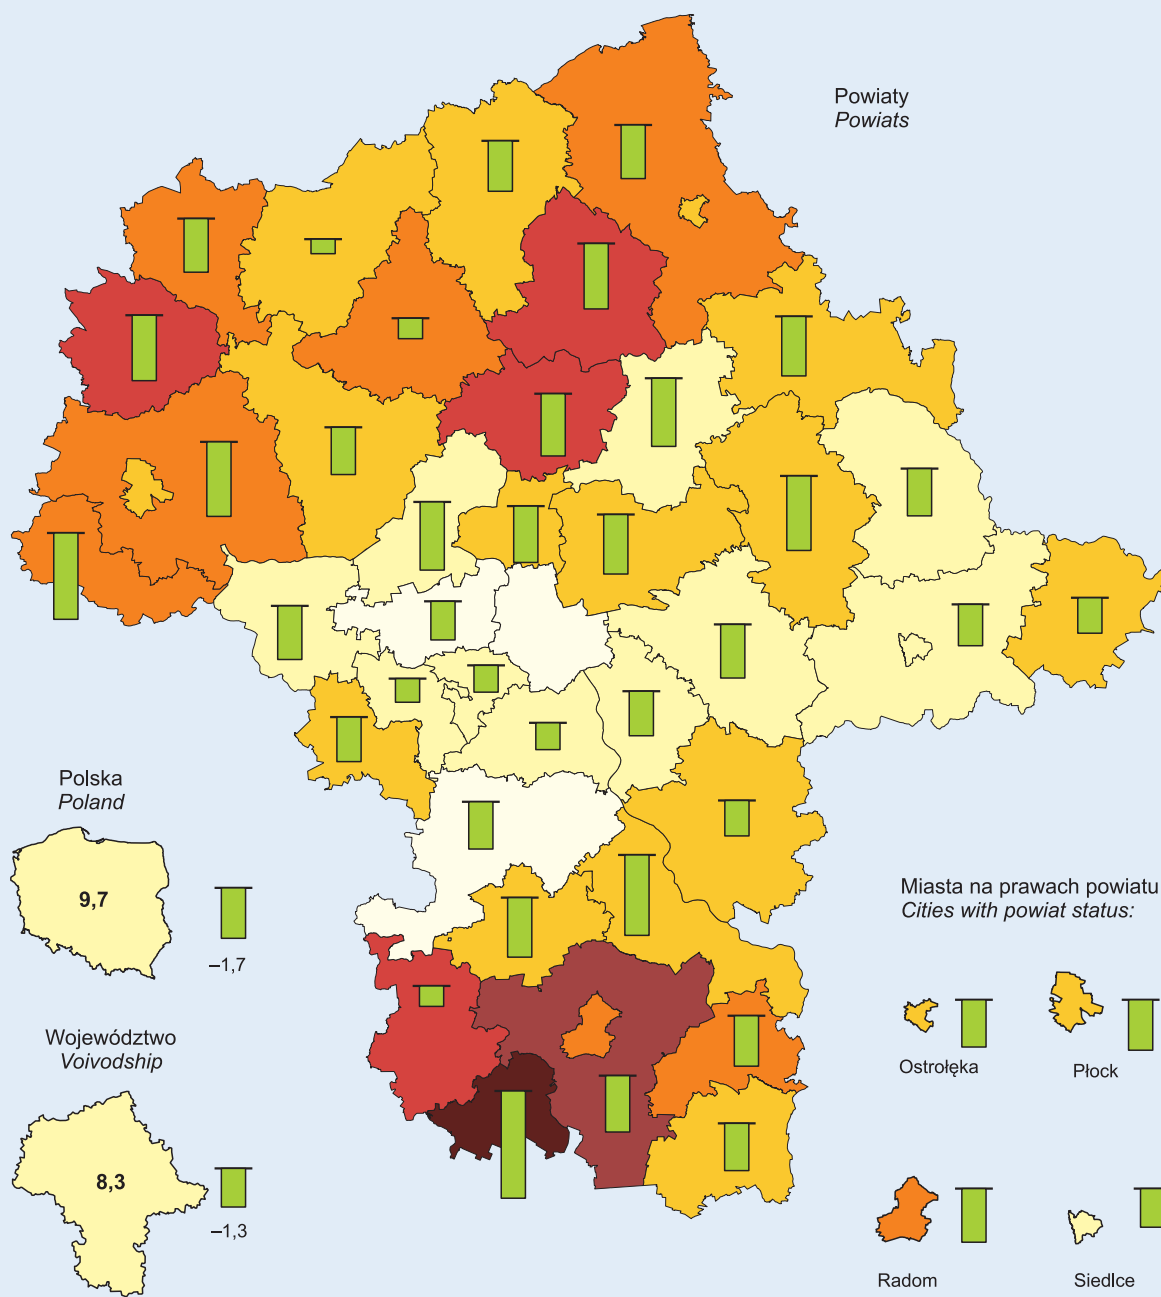 Powiaty
Powiats
Polska
Poland
9,7
–1,7
Województwo
Voivodship
8,3
–1,3
Miasta na prawach powiatu
Cities with powiat status:
Ostrołęka
Płock
Radom
Siedlce